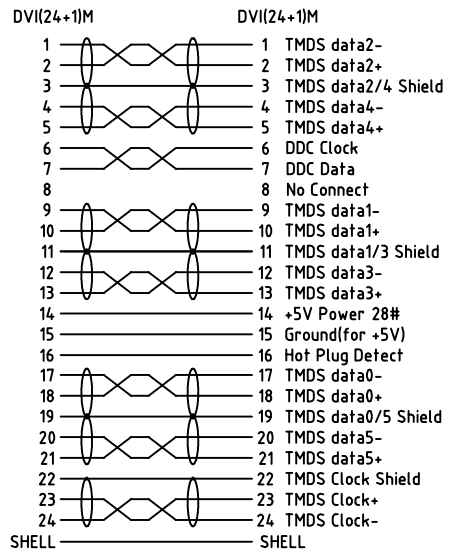 DVI(24+1)M DVI(24+1)M
1 1 TMDS data2-
2 2 TMDS data2+
3 3 TMDS data2/4 Shield
4 4 TMDS data4-
5 5 TMDS data4+
6 6 DDC Clock
7 7 DDC Data
8 8 No Connect
9 9 TMDS data1-
10 10 TMDS data1+
11 11 TMDS data1/3 Shield
12 12 TMDS data3-
13 13 TMDS data3+
14 14 +5V Power 28#
15 15 Ground(for +5V)
16 16 Hot Plug Detect
17 17 TMDS data0-
18 18 TMDS data0+
19 19 TMDS data0/5 Shield
20 20 TMDS data5-
21 21 TMDS data5+
22 22 TMDS Clock Shield
23 23 TMDS Clock+
24 24 TMDS Clock-
SHELL SHELL